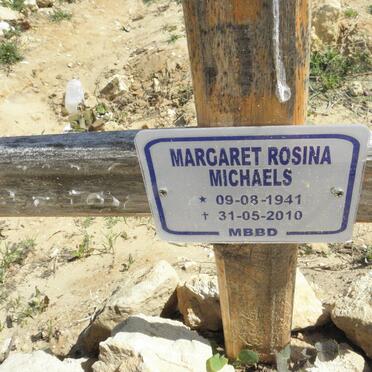 MARGARET ROSINA
MICHAELS
* 09-08-1941
† 31-05-2010
MBBD